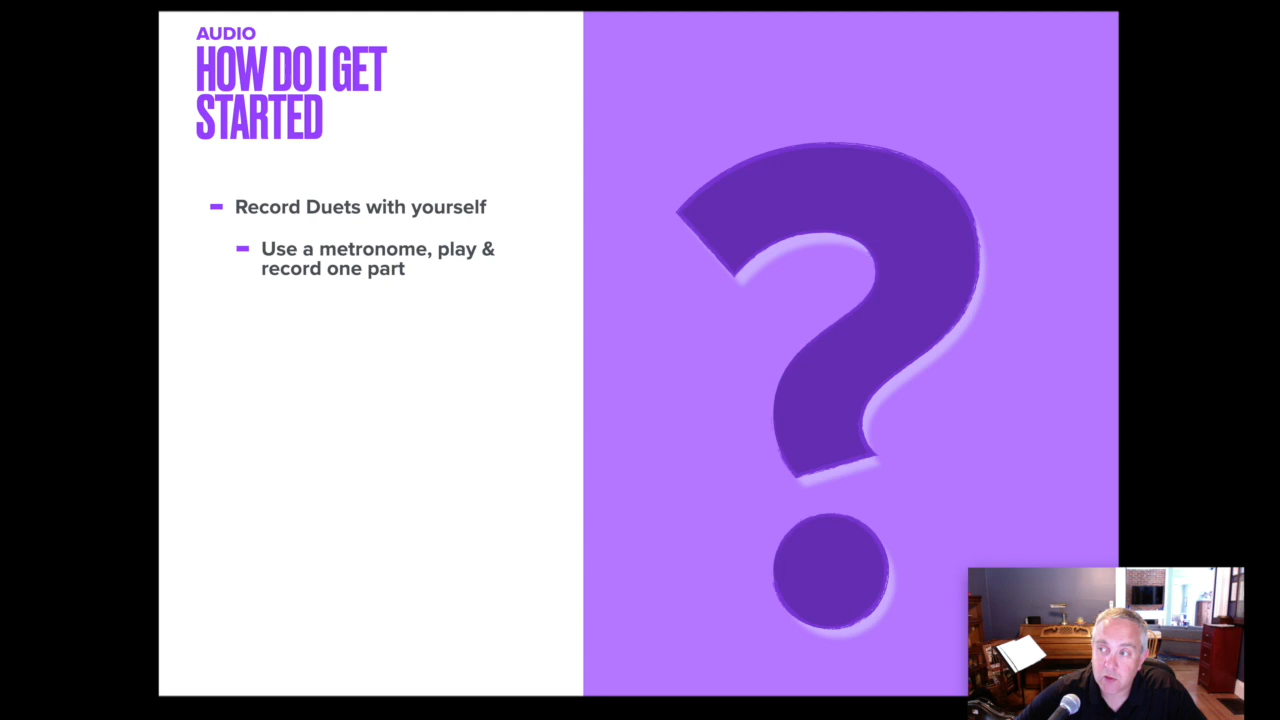 AUDIO
HOW DO I GET
STARTED
Record Duets with yourself
Use a metronome, play &
record one part